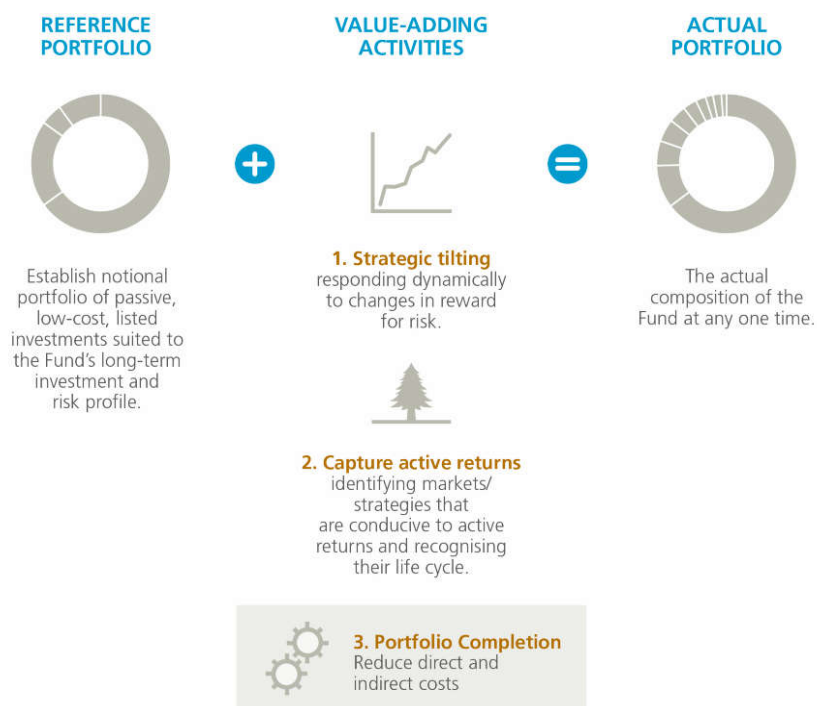 REFERENCE
PORTFOLIO
Establish notional
portfolio of passive,
low-cost, listed
investments suited to
the Fund's long-term
investment and
risk profile.
+
VALUE-ADDING
ACTIVITIES
1. Strategic tilting
responding dynamically
to changes in reward
for risk.
2. Capture active returns
identifying markets/
strategies that
are conducive to active
returns and recognising
their life cycle.
3. Portfolio Completion
Reduce direct and
indirect costs
=
ACTUAL
PORTFOLIO
The actual
composition of the
Fund at any one time.